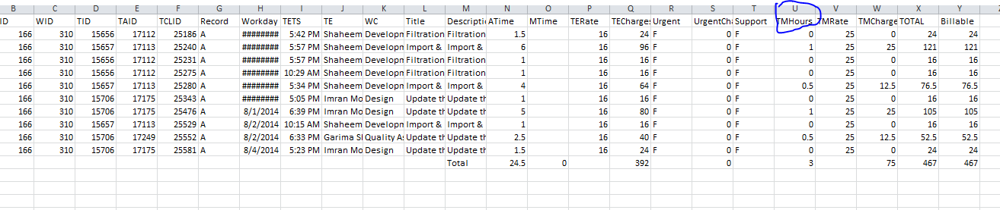 B C D E F G H I J K L M N O P Q R S T U V W X Y
ID WID TID TAID TCLID Record Workday TETS TE WC Title Descriptio ATime MTime TERate TECharges Urgent UrgentCha Support TMHours TMRate TMCharge TOTAL Billable
166 310 15656 17112 25186 A ######## 5:42 PM Shaheem Developm Filtration Filtration 1.5 16 24 F 0 F 0 25 0 24 24
166 310 15657 17113 25240 A ######## 5:57 PM Shaheem Developm Import & Import & 6 16 96 F 0 F 1 25 25 121 121
166 310 15656 17112 25231 A ######## 5:57 PM Shaheem Developm Filtration Filtration 1 16 16 F 0 F 0 25 0 16 16
166 310 15656 17112 25275 A ######## 10:29 AM Shaheem Developm Filtration Filtration 1 16 16 F 0 F 0 25 0 16 16
166 310 15657 17113 25280 A ######## 5:34 PM Shaheem Developm Import & Import & 4 16 64 F 0 F 0.5 25 12.5 76.5 76.5
166 310 15706 17175 25343 A ######## 5:05 PM Imran Mo Design Update th Update th 1 16 16 F 0 F 0 25 0 16 16
166 310 15706 17175 25476 A 8/1/2014 6:39 PM Imran Mo Design Update th Update th 5 16 80 F 0 F 1 25 25 105 105
166 310 15657 17113 25529 A 8/2/2014 10:15 AM Shaheem Developm Import & Import & 1 16 16 F 0 F 0 25 0 16 16
166 310 15706 17249 25552 A 8/2/2014 6:33 PM Garima Sh Quality As Update th Update th 2.5 16 40 F 0 F 0.5 25 12.5 52.5 52.5
166 310 15706 17175 25581 A 8/4/2014 5:23 PM Imran Mo Design Update th Update th 1.5 16 24 F 0 F 0 25 0 24 24
Total 24.5 0 392 0 3 75 467 467